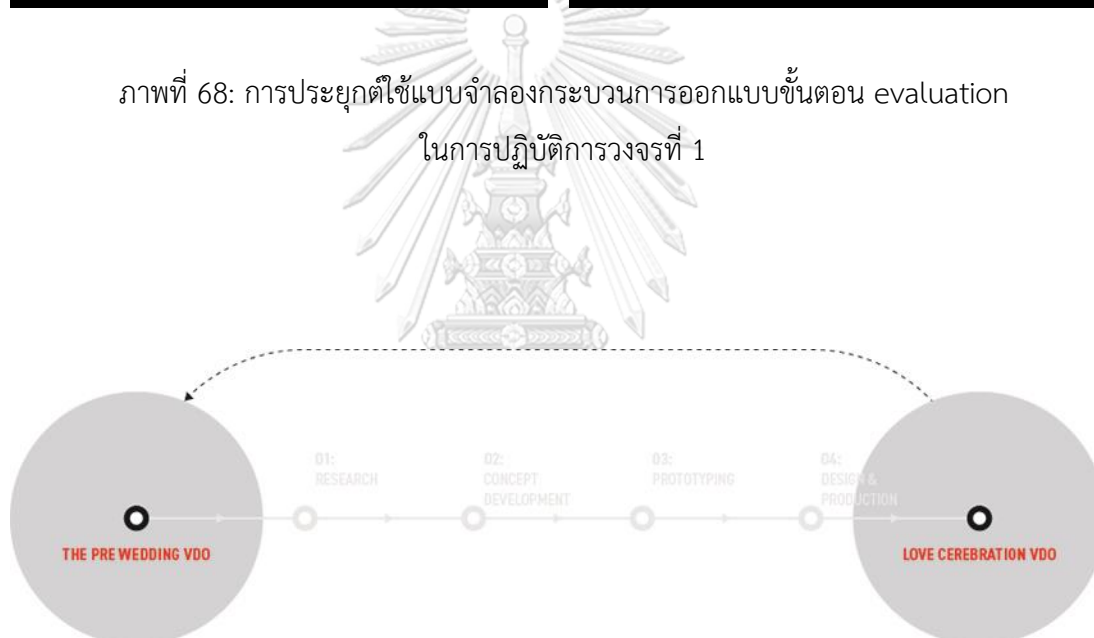 ภาพที่ 68: การประยุกต์ใช้แบบจำลองกระบวนการออกแบบขั้นตอน evaluation
ในการปฏิบัติการวงจรที่ 1
01:
RESEARCH
02:
CONCEPT
DEVELOPMENT
03:
PROTOTYPING
04:
DESIGN &
PRODUCTION
THE PRE WEDDING VDO
LOVE CEREBRATION VDO